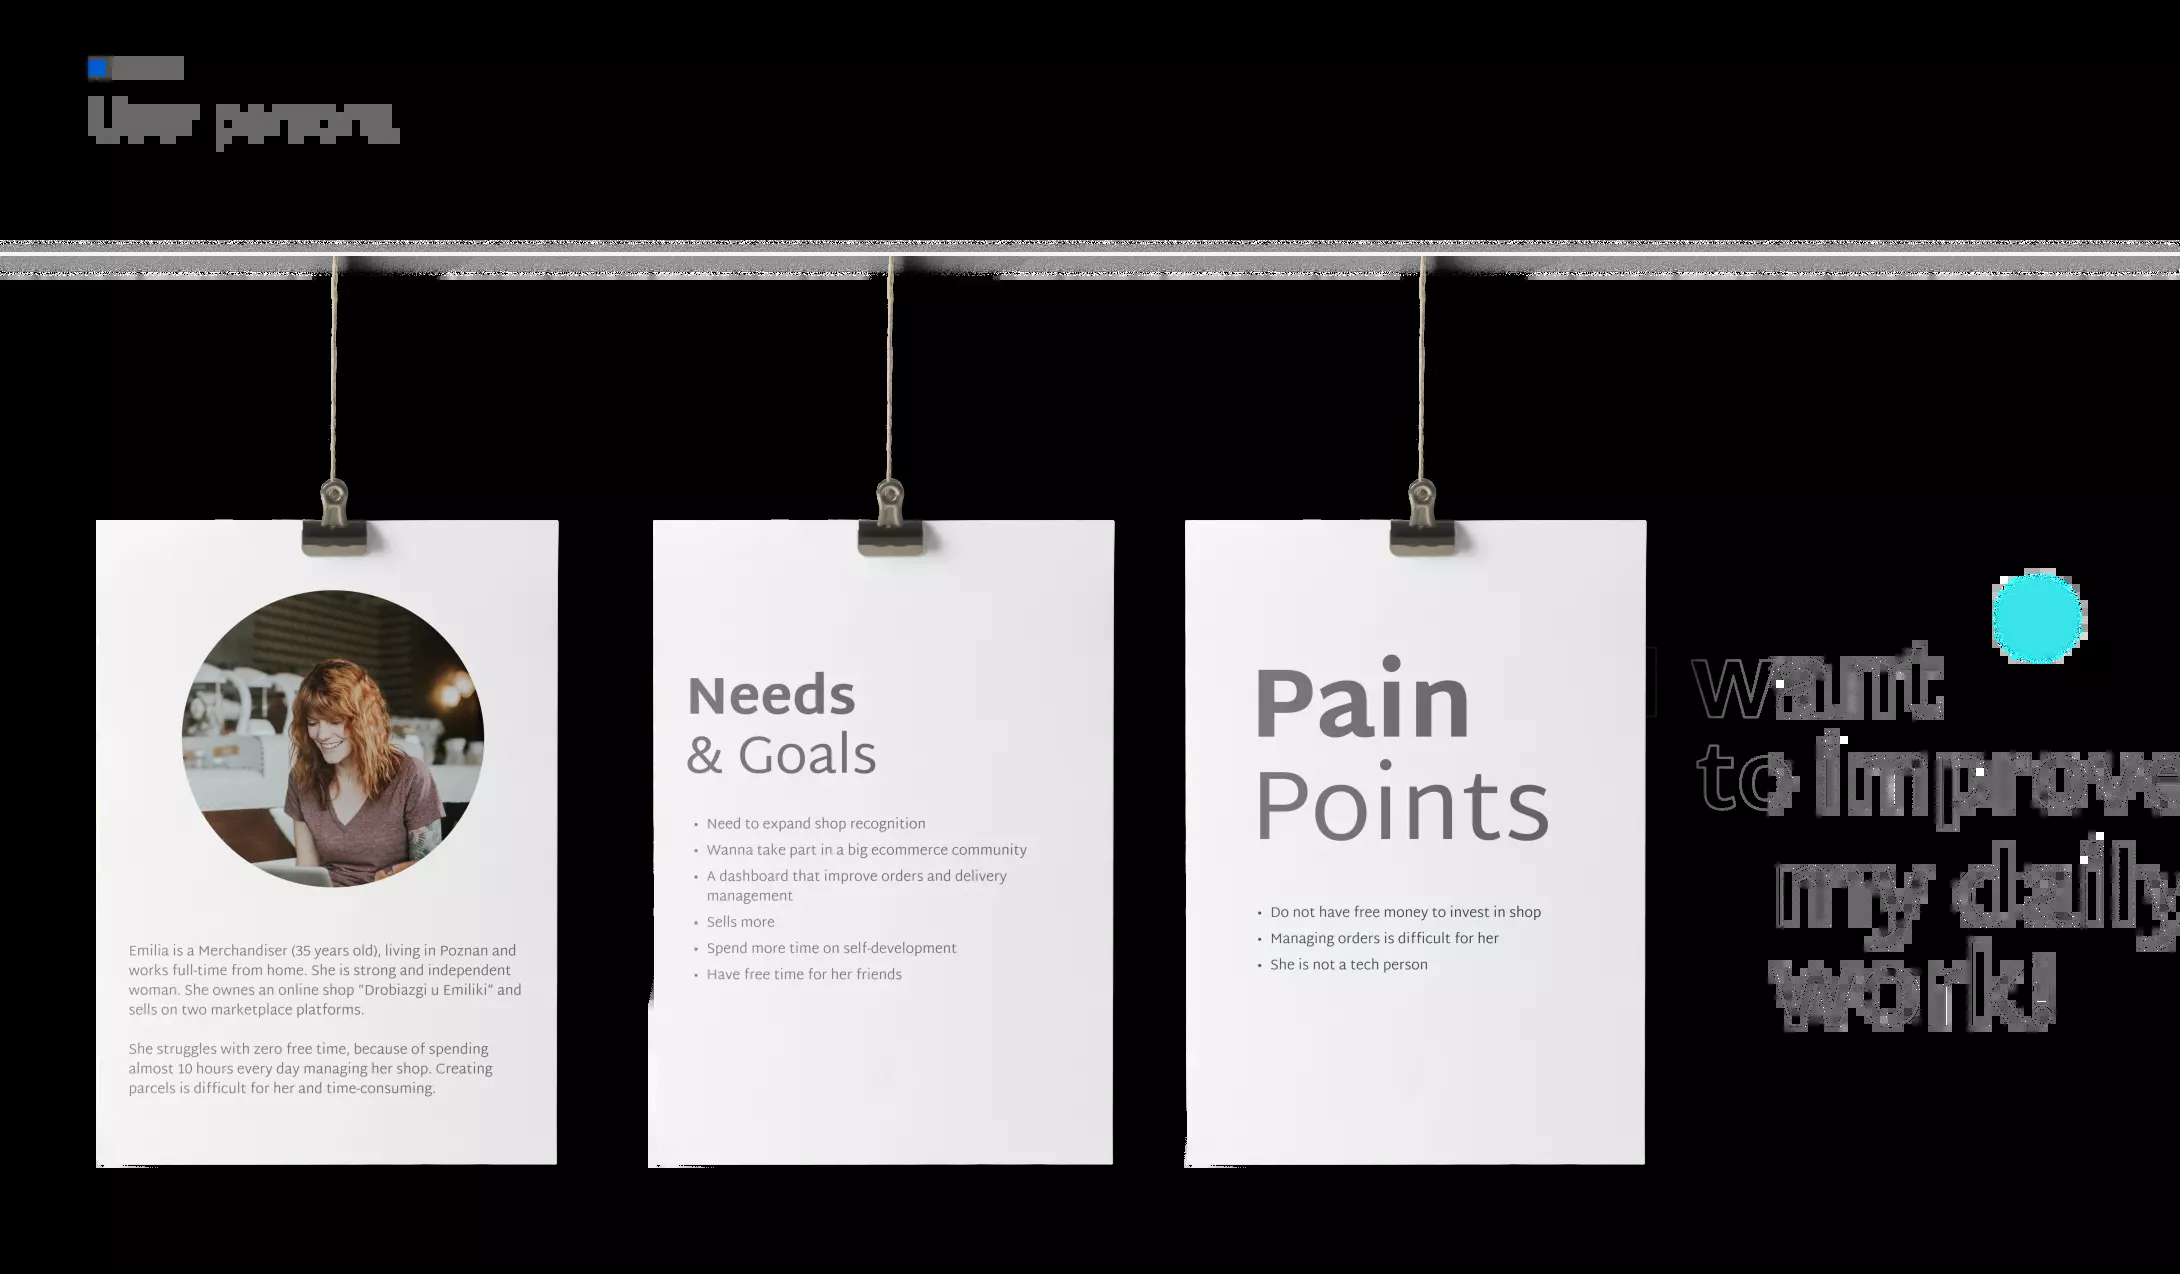 User persona.
Emilia is a Merchandiser (35 years old), living in Poznan and
works full-time from home. She is strong and independent
woman. She ownes an online shop "Drobiazgi u Emiliki" and
sells on two marketplace platforms.
She struggles with zero free time, because of spending
almost 10 hours every day managing her shop. Creating
parcels is difficult for her and time-consuming.
Needs
& Goals
• Need to expand shop recognition
• Wanna take part in a big ecommerce community
• A dashboard that improve orders and delivery
management
• Sells more
• Spend more time on self-development
• Have free time for her friends
Pain
Points
• Do not have free money to invest in shop
• Managing orders is difficult for her
• She is not a tech person
I want
to improve
my daily
work!